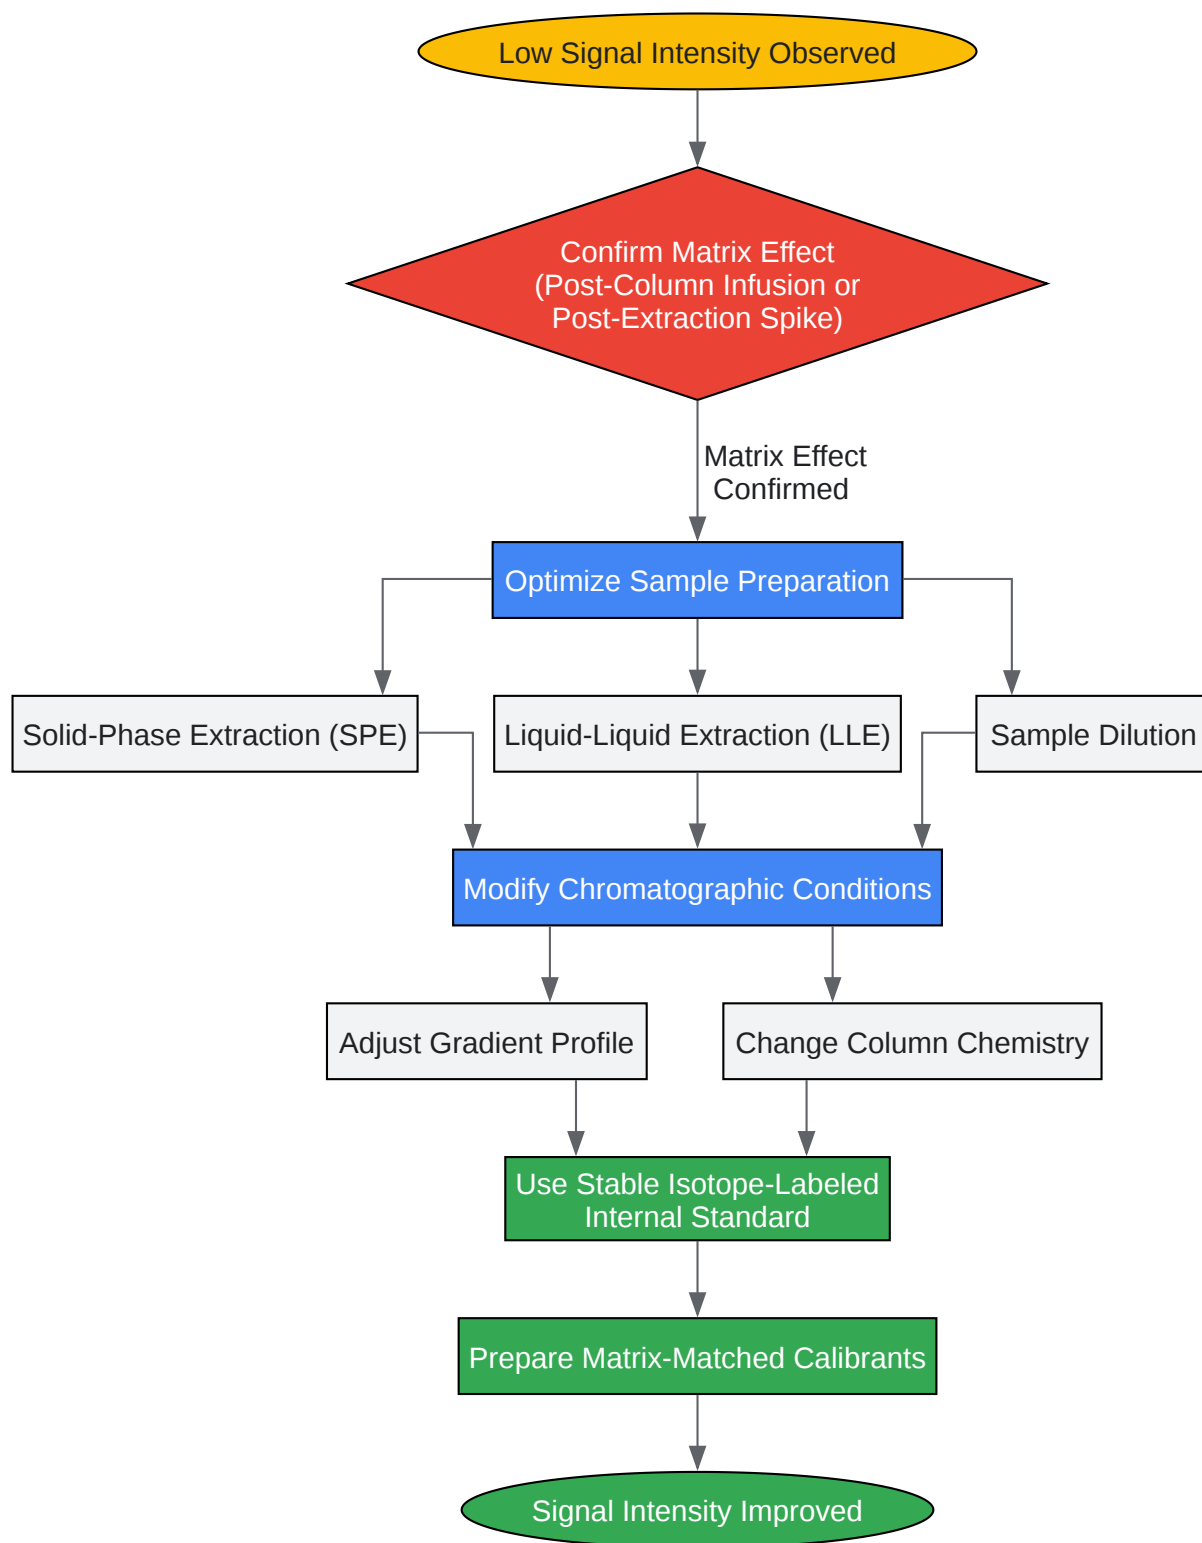 Low Signal Intensity Observed
Confirm Matrix Effect
(Post-Column Infusion or
Post-Extraction Spike)
Matrix Effect
Confirmed
Optimize Sample Preparation
Solid-Phase Extraction (SPE)
Liquid-Liquid Extraction (LLE)
Sample Dilution
Modify Chromatographic Conditions
Adjust Gradient Profile
Change Column Chemistry
Use Stable Isotope-Labeled
Internal Standard
Prepare Matrix-Matched Calibrants
Signal Intensity Improved